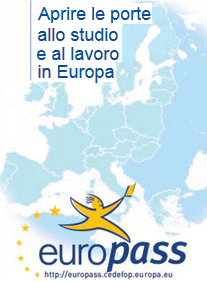 Aprire le porte
allo studio
e al lavoro
in Europa
europass
http://europass.cedefop.europa.eu